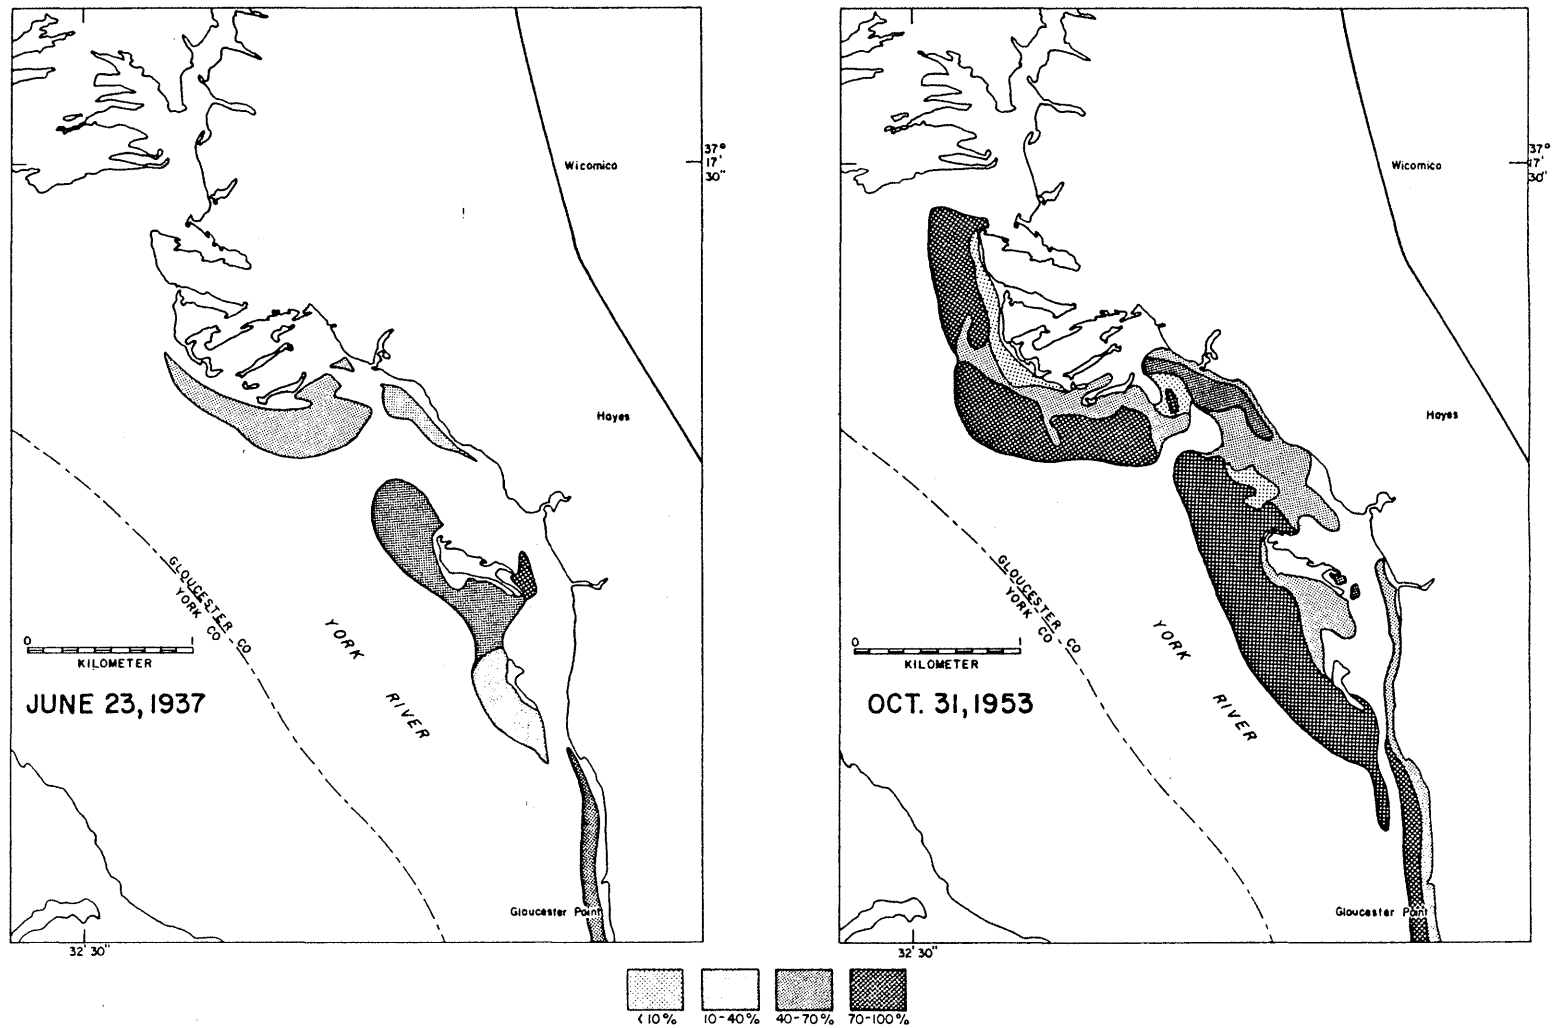 Wicomico
37°
17'
30"
Hayes
GLOUCESTER CO
YORK CO
0 1
KILOMETER
YORK
RIVER
JUNE 23, 1937
Gloucester Point
32' 30"
Wicomico
37°
17'
30"
Hayes
GLOUCESTER CO
YORK CO
0 1
KILOMETER
YORK
RIVER
OCT. 31, 1953
Gloucester Point
32' 30"
<10% 10-40% 40-70% 70-100%